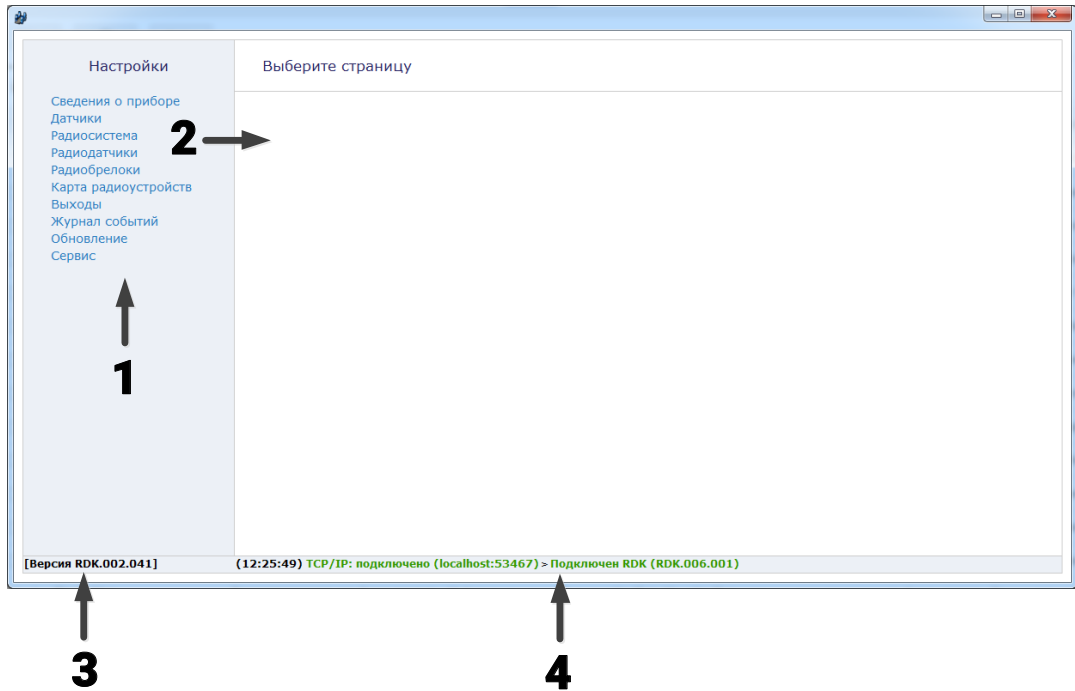 Настройки
Выберите страницу
Сведения о приборе
Датчики
Радиосистема
Радиодатчики
Радиобрелоки
Карта радиоустройств
Выходы
Журнал событий
Обновление
Сервис
2
1
[Версия RDK.002.041]
(12:25:49) TCP/IP: подключено (localhost:53467) > Подключен RDK (RDK.006.001)
3
4